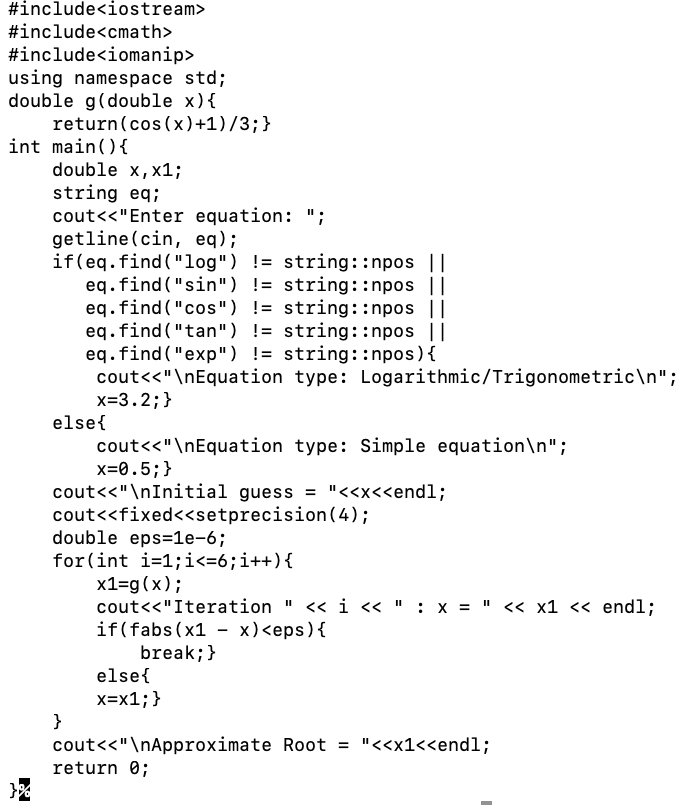 #include<iostream>
#include<cmath>
#include<iomanip>
using namespace std;
double g(double x){
    return(cos(x)+1)/3;}
int main(){
    double x,x1;
    string eq;
    cout<<"Enter equation: ";
    getline(cin, eq);
    if(eq.find("log") != string::npos ||
       eq.find("sin") != string::npos ||
       eq.find("cos") != string::npos ||
       eq.find("tan") != string::npos ||
       eq.find("exp") != string::npos){
        cout<<"\nEquation type: Logarithmic/Trigonometric\n";
        x=3.2;}
    else{
        cout<<"\nEquation type: Simple equation\n";
        x=0.5;}
    cout<<"\nInitial guess = "<<x<<endl;
    cout<<fixed<<setprecision(4);
    double eps=1e-6;
    for(int i=1;i<=6;i++){
        x1=g(x);
        cout<<"Iteration " << i << " : x = " << x1 << endl;
        if(fabs(x1 - x)<eps){
            break;}
        else{
        x=x1;}
    }
    cout<<"\nApproximate Root = "<<x1<<endl;
    return 0;
}%